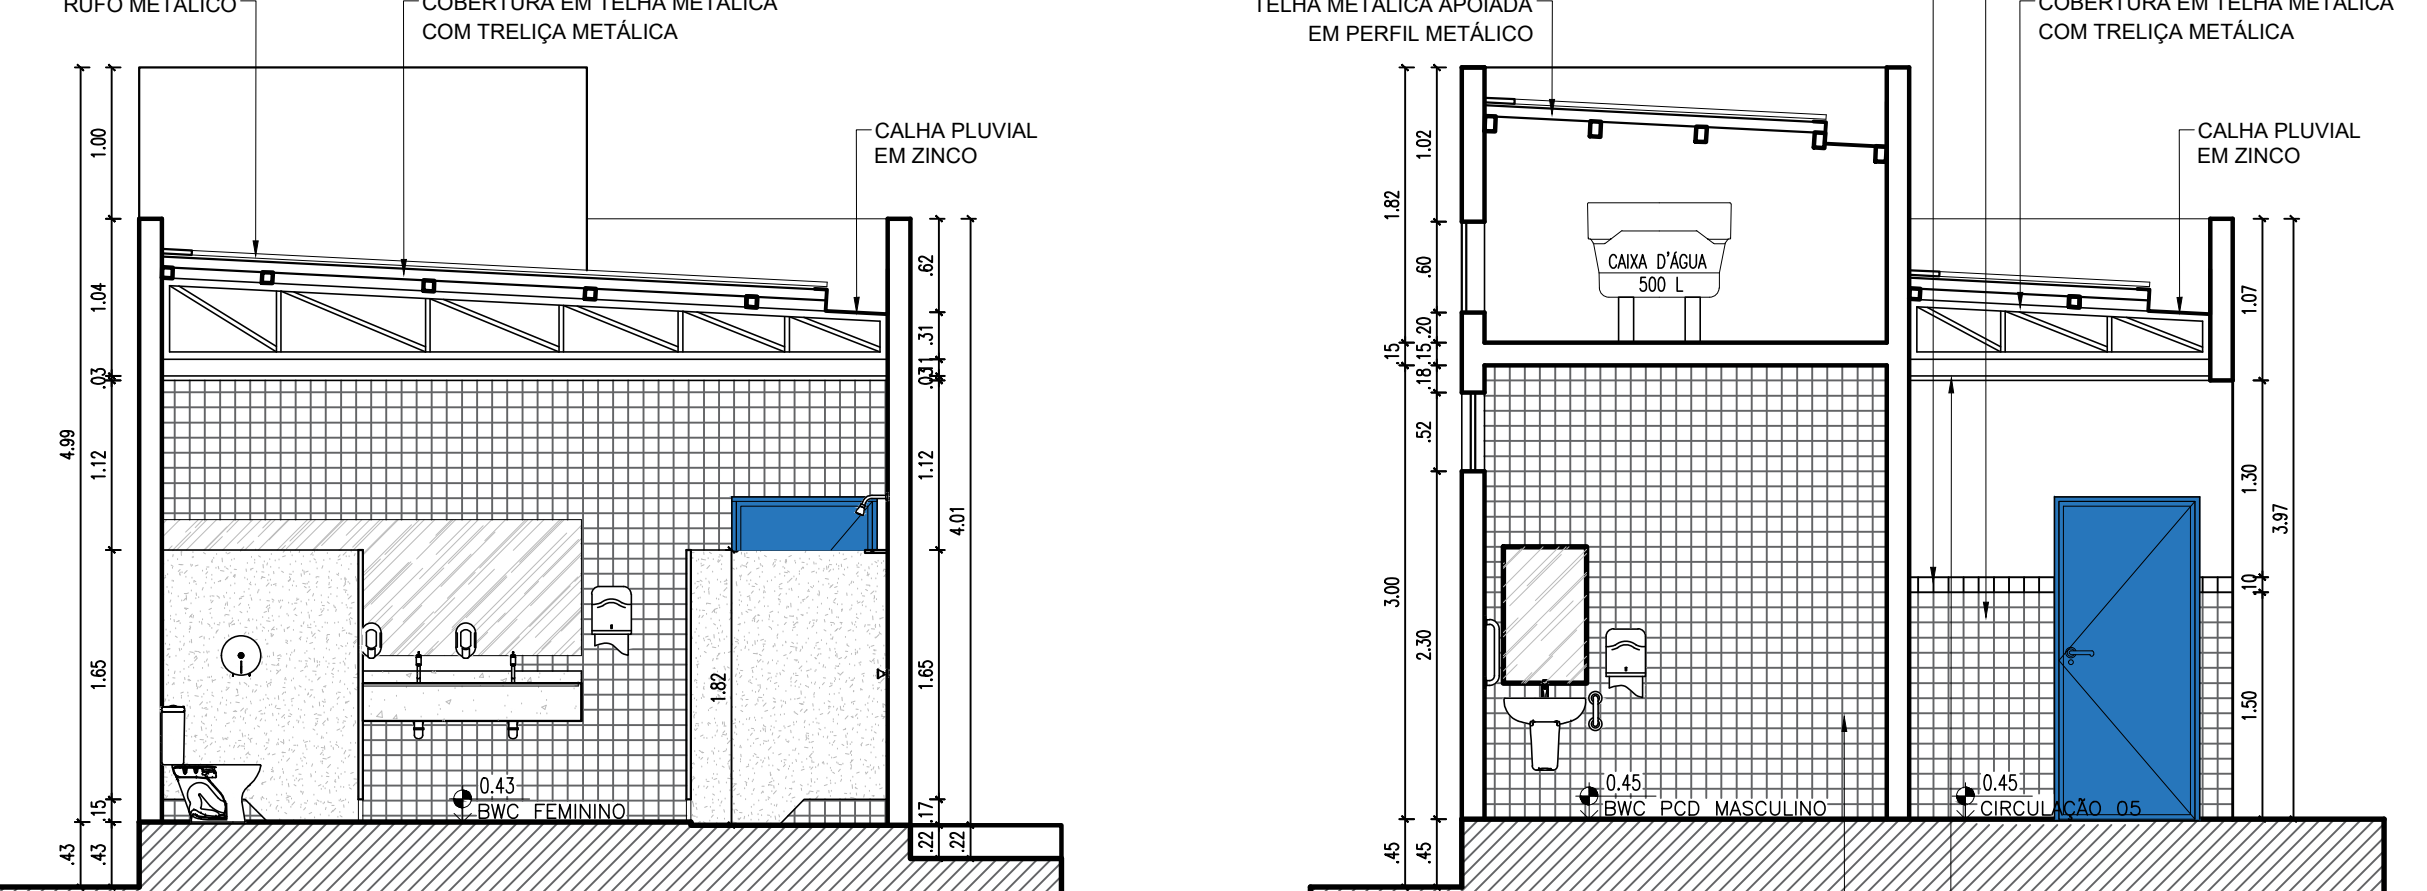 RUFO METÁLICO
COBERTURA EM TELHA METÁLICA
COM TRELIÇA METÁLICA
CALHA PLUVIAL
EM ZINCO
4.99
.43
1.00
1.04
.03
1.12
1.65
.15
.43
.62
.31
.11
.03
1.12
1.65
.17
.22
4.01
.22
1.82
0.43
BWC FEMININO
TELHA METÁLICA APOIADA
EM PERFIL METÁLICO
COBERTURA EM TELHA METÁLICA
COM TRELIÇA METÁLICA
CALHA PLUVIAL
EM ZINCO
1.82
.15
3.00
.45
1.02
.60
.20
.15
.18
.52
2.30
.45
CAIXA D'ÁGUA
500 L
0.45
BWC PCD MASCULINO
0.45
CIRCULAÇÃO 05
1.07
1.30
.10
1.50
3.97